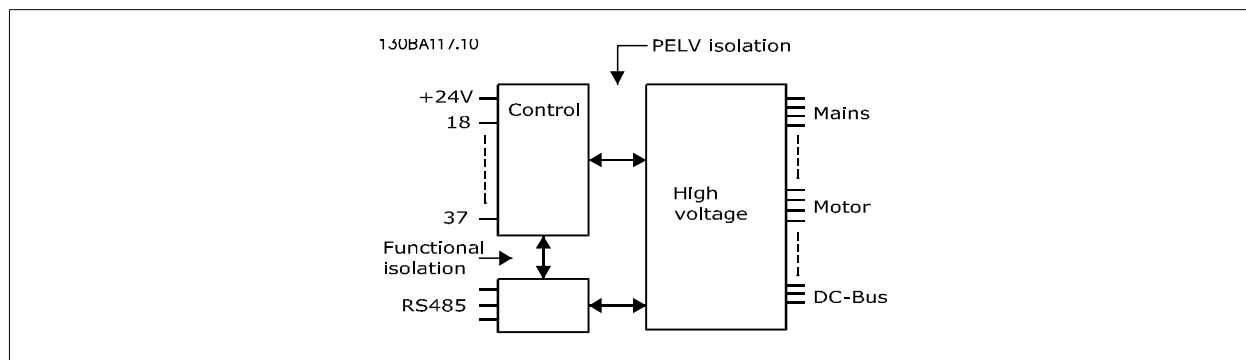 130BA117.10
PELV isolation
+24V
Control
18
37
Functional
isolation
RS485
High
voltage
Mains
Motor
DC-Bus